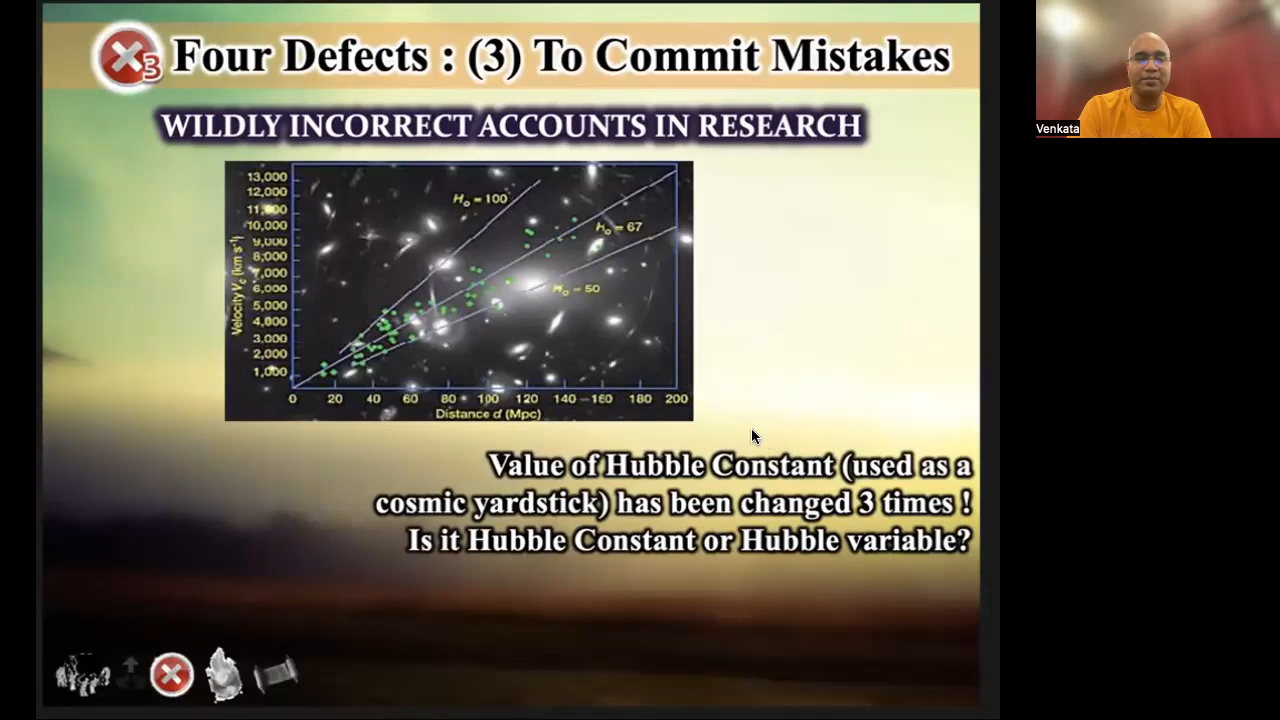 3 Four Defects : (3) To Commit Mistakes
WILDLY INCORRECT ACCOUNTS IN RESEARCH
13,000
12,000
11,000
10,000
9,000
8,000
7,000
6,000
5,000
4,000
3,000
2,000
1,000
Velocity Vc (km s⁻¹)
H₀ = 100
H₀ = 67
H₀ = 50
0 20 40 60 80 100 120 140 160 180 200
Distance d (Mpc)
Value of Hubble Constant (used as a
cosmic yardstick) has been changed 3 times !
Is it Hubble Constant or Hubble variable?
Venkata